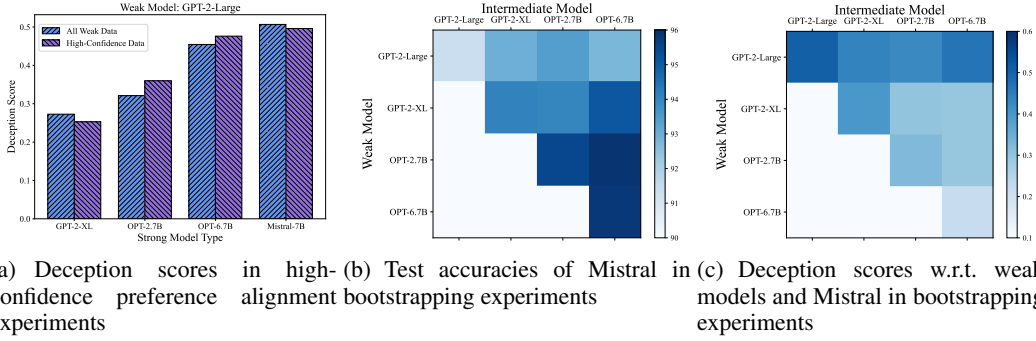 Weak Model: GPT-2-Large
All Weak Data
High-Confidence Data
Deception Score
0.5
0.4
0.3
0.2
0.1
0.0
GPT-2-XL OPT-2.7B OPT-6.7B Mistral-7B
Strong Model Type
Intermediate Model
GPT-2-Large GPT-2-XL OPT-2.7B OPT-6.7B
Weak Model
GPT-2-Large
GPT-2-XL
OPT-2.7B
OPT-6.7B
96
95
94
93
92
91
90
Intermediate Model
GPT-2-Large GPT-2-XL OPT-2.7B OPT-6.7B
Weak Model
GPT-2-Large
GPT-2-XL
OPT-2.7B
OPT-6.7B
0.6
0.5
0.4
0.3
0.2
0.1
a) Deception scores in high-
onfidence preference alignment
xperiments
(b) Test accuracies of Mistral in
bootstrapping experiments
(c) Deception scores w.r.t. weak
models and Mistral in bootstrapping
experiments